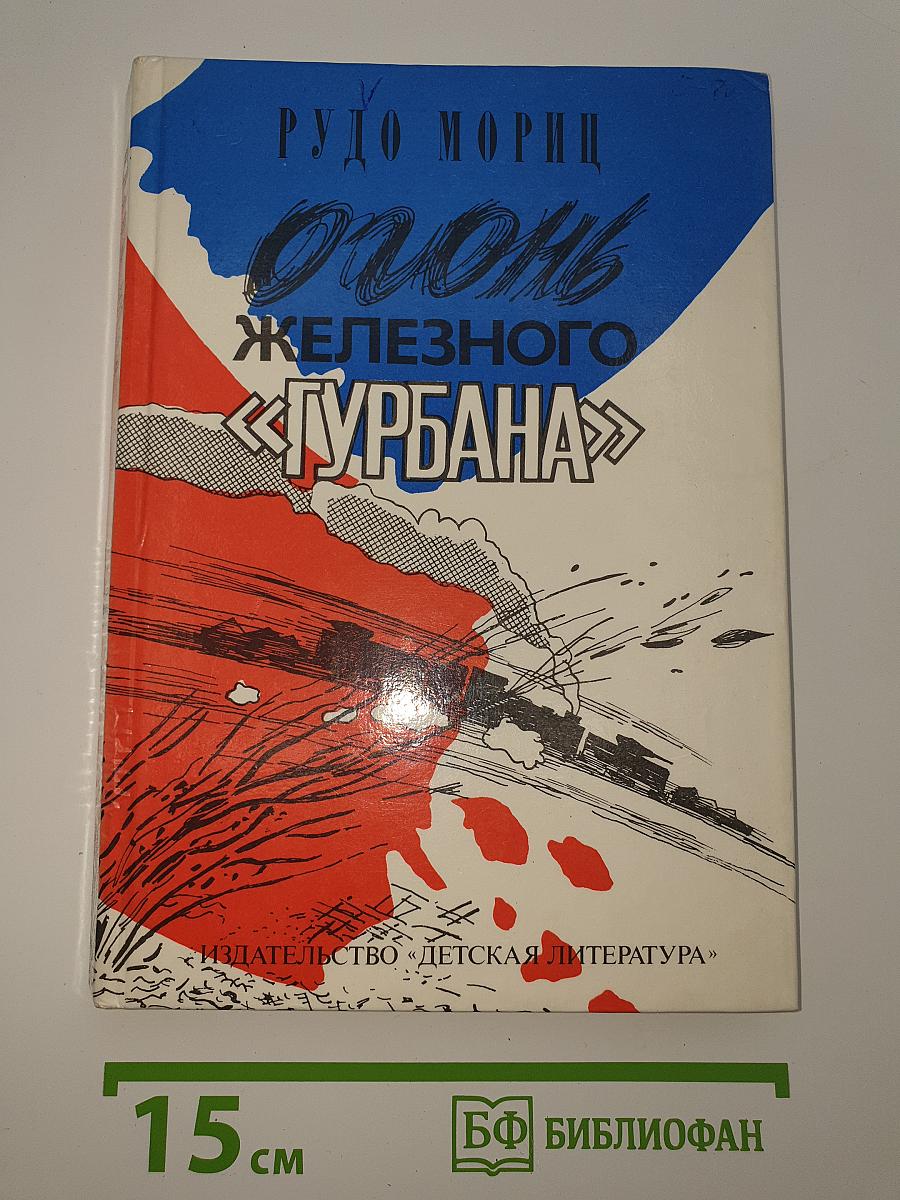 РУДО МОРИЦ
огонь
ЖЕЛЕЗНОГО
«ГУРБАНА»
ИЗДАТЕЛЬСТВО «ДЕТСКАЯ ЛИТЕРАТУРА»
15 см
БФ БИБЛИОФАН